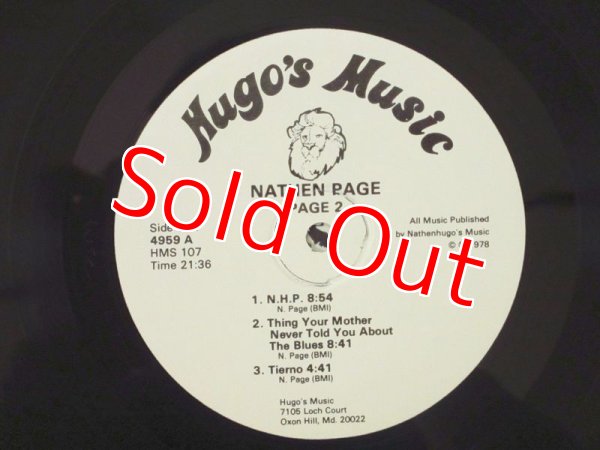 Hugo's Music
NATHEN PAGE
PAGE 2
Side
4959 A
HMS 107
Time 21:36
All Music Published
by Nathenhugo's Music
1978
Sold Out
1. N.H.P. 8:54
N. Page (BMI)
2. Thing Your Mother
Never Told You About
The Blues 8:41
N. Page (BMI)
3. Tierno 4:41
N. Page (BMI)
Hugo's Music
7105 Loch Court
Oxon Hill, Md. 20022